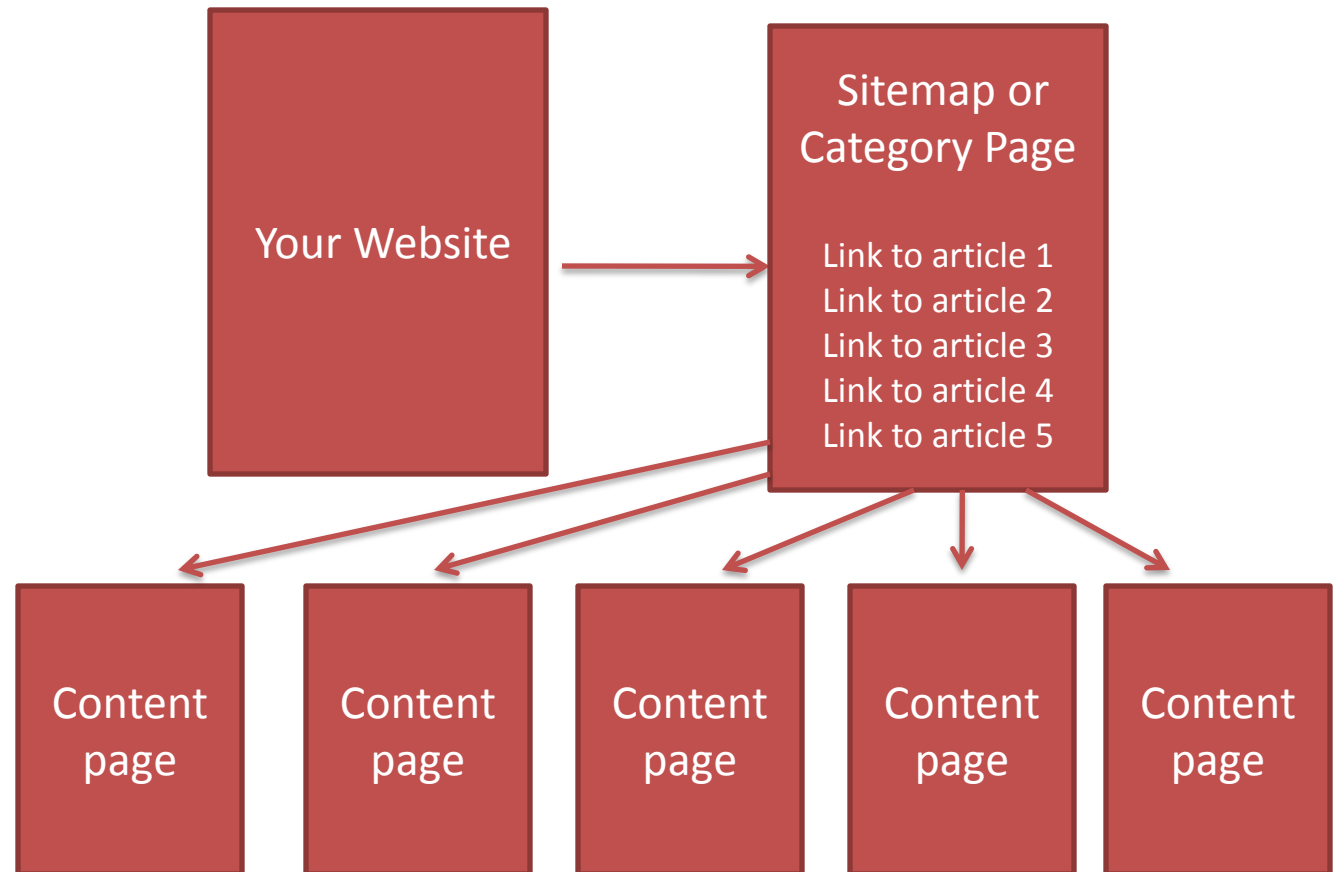 Your Website
Sitemap or
Category Page
Link to article 1
Link to article 2
Link to article 3
Link to article 4
Link to article 5
Content
page
Content
page
Content
page
Content
page
Content
page